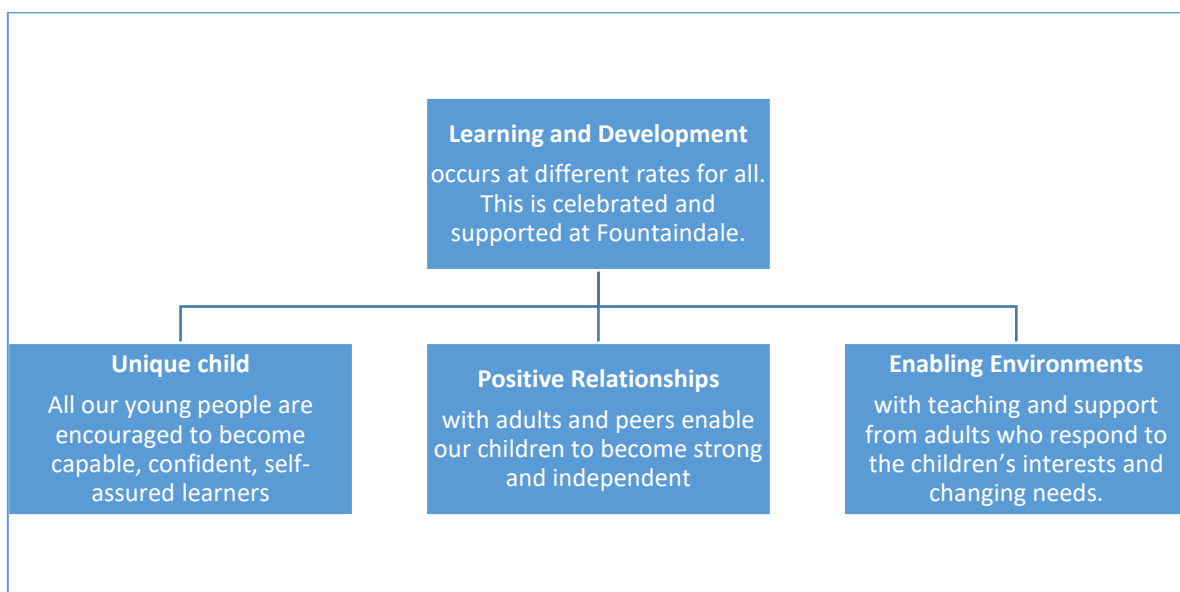 Learning and Development
occurs at different rates for all.
This is celebrated and
supported at Fountaindale.
Unique child
All our young people are
encouraged to become
capable, confident, self-
assured learners
Positive Relationships
with adults and peers enable
our children to become strong
and independent
Enabling Environments
with teaching and support
from adults who respond to
the children’s interests and
changing needs.